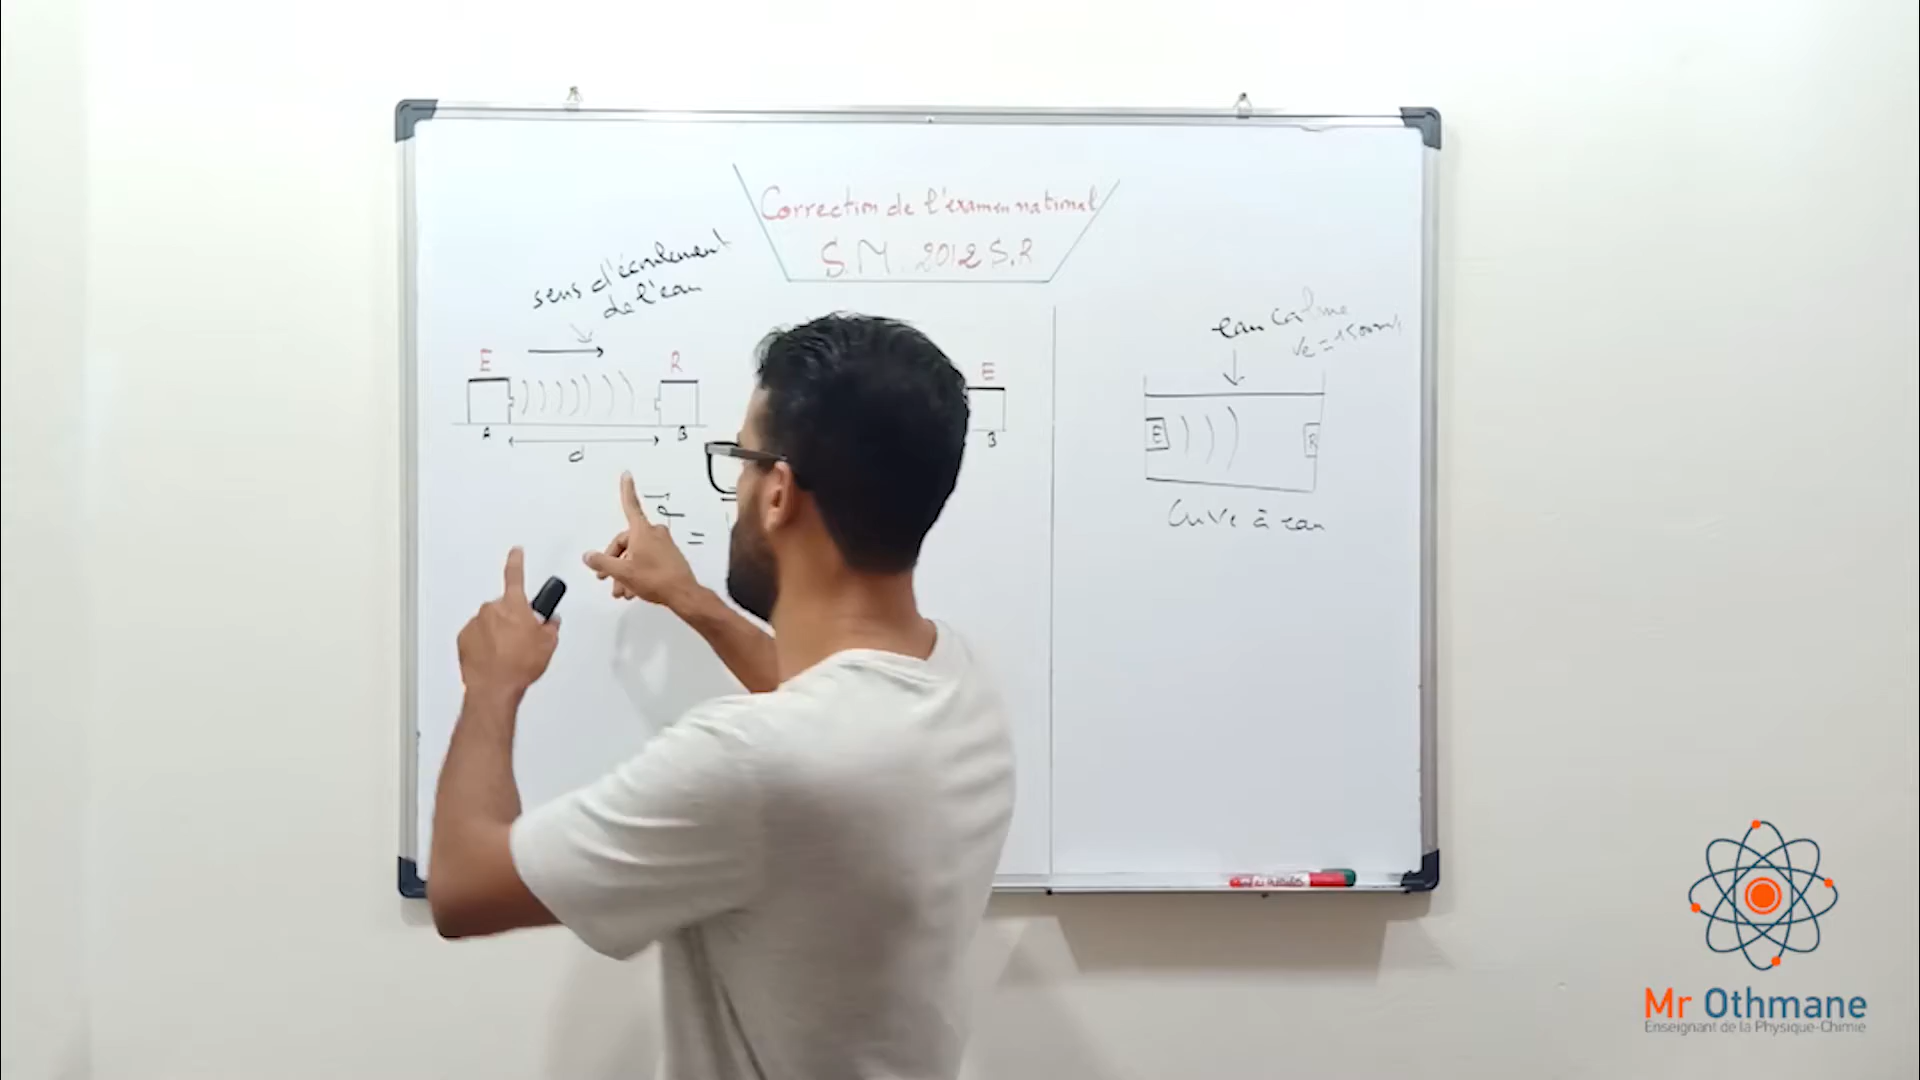 Correction de l'examen national
S.M. 2012 S.R
sens d'écoulement
de l'eau
E
R
A
B
d
=
E
B
eau calme
E
R
Cuve à eau
Mr Othmane
Enseignant de la Physique-Chimie